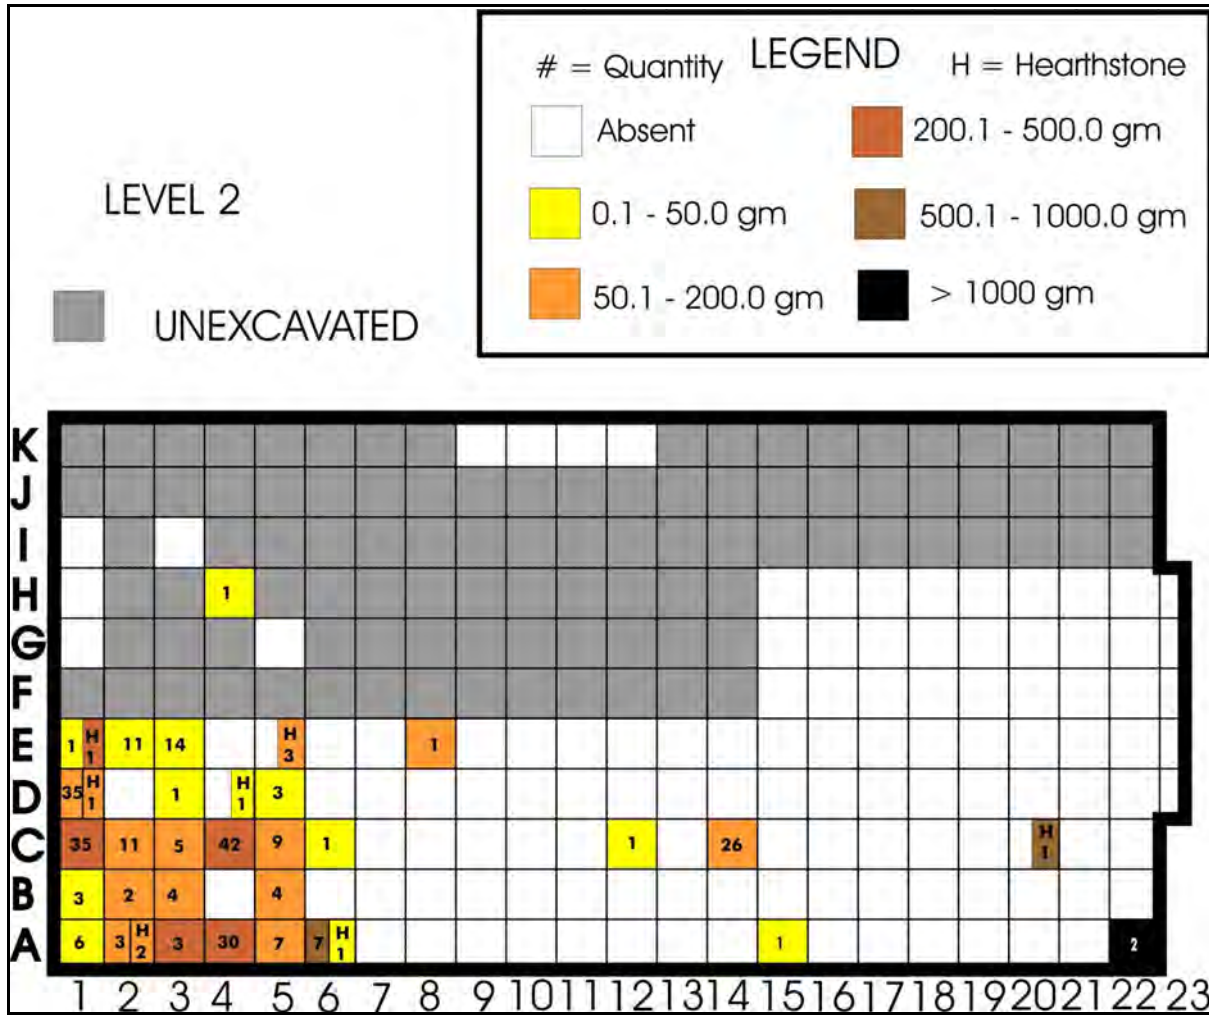 LEGEND
# = Quantity H = Hearthstone
Absent 200.1 - 500.0 gm
0.1 - 50.0 gm 500.1 - 1000.0 gm
50.1 - 200.0 gm > 1000 gm
LEVEL 2
UNEXCAVATED
K
J
I
H 1
G
F
E 1 H 1 11 14 H 3 1
D 35 H 1 1 H 1 3
C 35 11 5 42 9 1 1 26 H 1
B 3 2 4 4
A 6 3 H 2 3 30 7 7 H 1 1 2
1 2 3 4 5 6 7 8 9 10 11 12 13 14 15 16 17 18 19 20 21 22 23